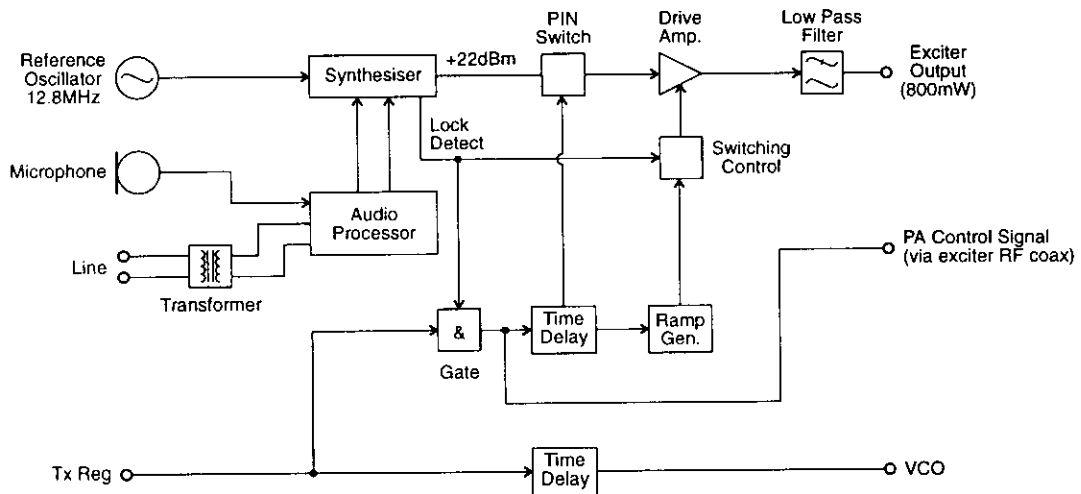 PIN
Switch
Drive
Amp.
Low Pass
Filter
Reference
Oscillator
12.8MHz
Synthesiser
+22dBm
Exciter
Output
(800mW)
Lock
Detect
Switching
Control
Microphone
Audio
Processor
Line
Transformer
PA Control Signal
(via exciter RF coax)
&
Gate
Time
Delay
Ramp
Gen.
Tx Reg
Time
Delay
VCO